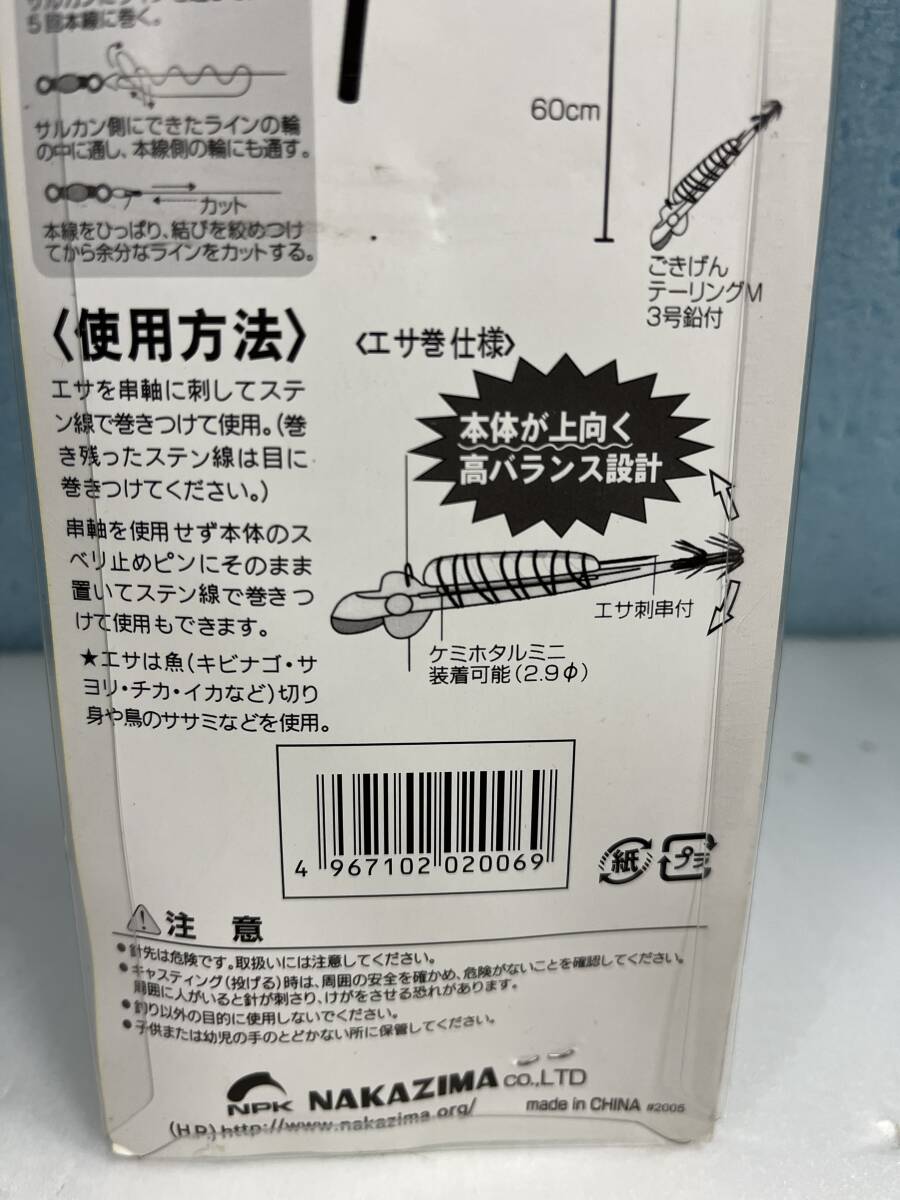 5回本線に巻く。
サルカン側にできたラインの輪
の中に通し、本線側の輪にも通す。
カット
本線をひっぱり、結びを絞めつけ
てから余分なラインをカットする。
60cm
ごきげん
テーリングM
3号鉛付
〈使用方法〉
エサを串軸に刺してステ
ン線で巻きつけて使用。(巻
き残ったステン線は目に
巻きつけてください。)
串軸を使用せず本体のス
ベリ止めピンにそのまま
置いてステン線で巻きつ
けて使用もできます。
★エサは魚(キビナゴ・サ
ヨリ・チカ・イカなど)切り
身や鳥のササミなどを使用。
〈エサ巻仕様〉
本体が上向く
高バランス設計
エサ刺串付
ケミホタルミニ
装着可能(2.9φ)
4 967102 020069
紙
プラ
注 意
●針先は危険です。取扱いには注意してください。
●キャスティング(投げる)時は、周囲の安全を確かめ、危険がないことを確認してください。
周囲に人がいると針が刺さり、けがをさせる恐れがあります。
●釣り以外の目的に使用しないでください。
●子供または幼児の手のとどかない所に保管してください。
NPK NAKAZIMA CO.,LTD
(H.P.) http://www.nakazima.org/
made in CHINA #2005